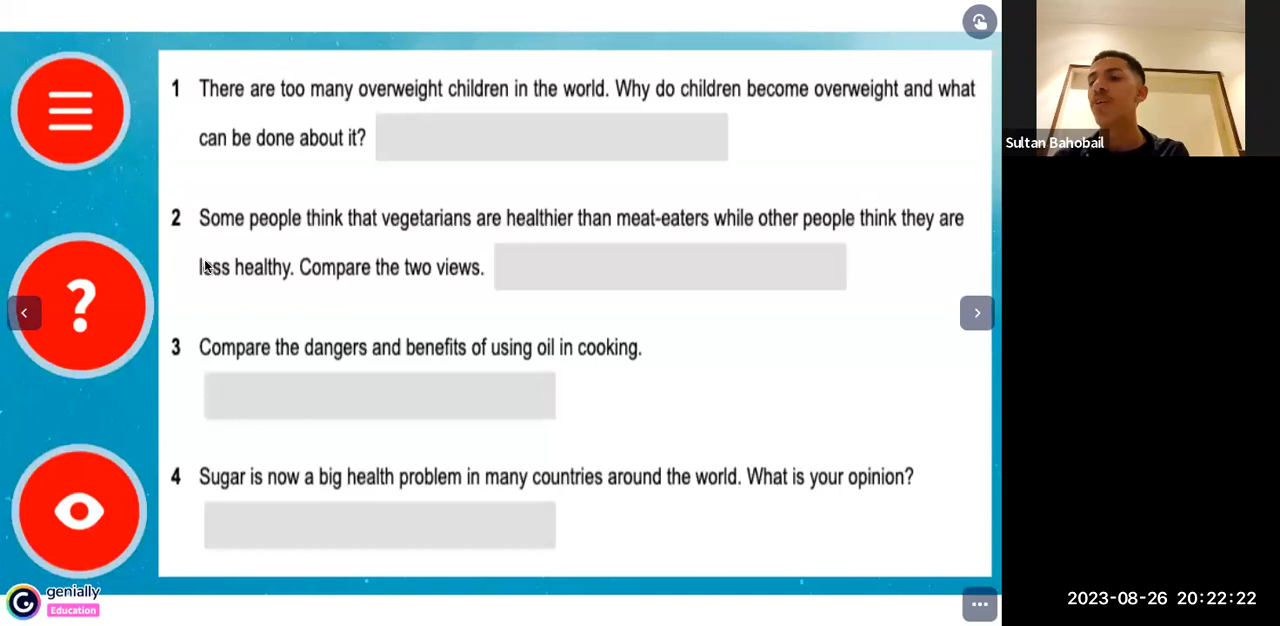 1 There are too many overweight children in the world. Why do children become overweight and what
can be done about it?
2 Some people think that vegetarians are healthier than meat-eaters while other people think they are
less healthy. Compare the two views.
3 Compare the dangers and benefits of using oil in cooking.
4 Sugar is now a big health problem in many countries around the world. What is your opinion?
?
genially
Education
Sultan Bahobail
2023-08-26 20:22:22